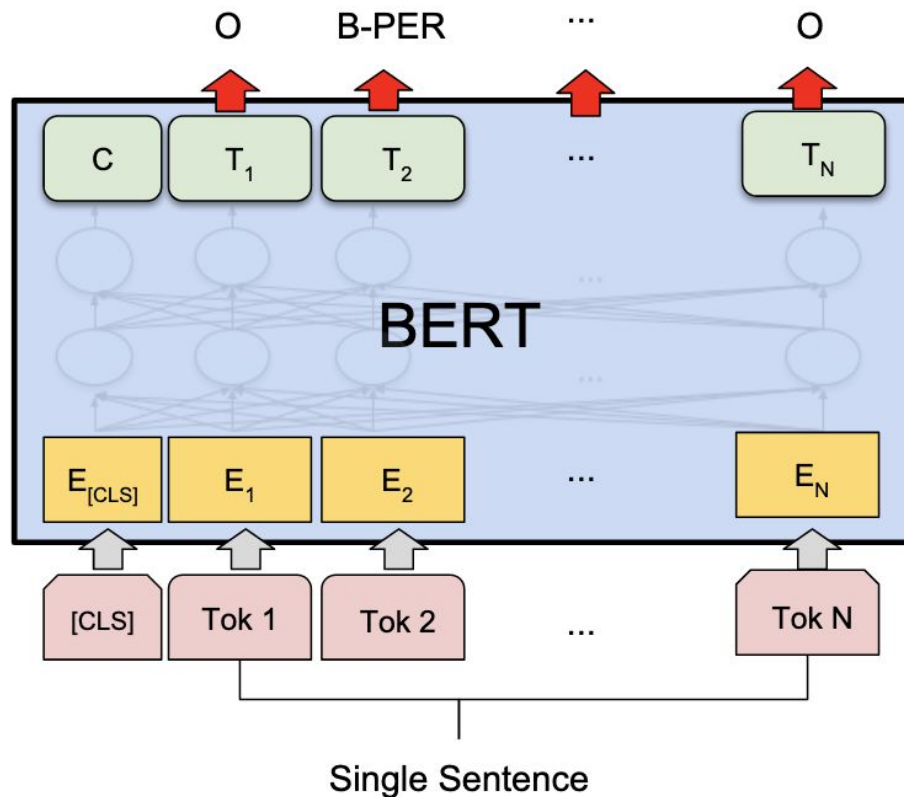 O B-PER ... O
C T1 T2 ... TN
...
BERT
...
E[CLS] E1 E2 ... EN
[CLS] Tok 1 Tok 2 ... Tok N
Single Sentence